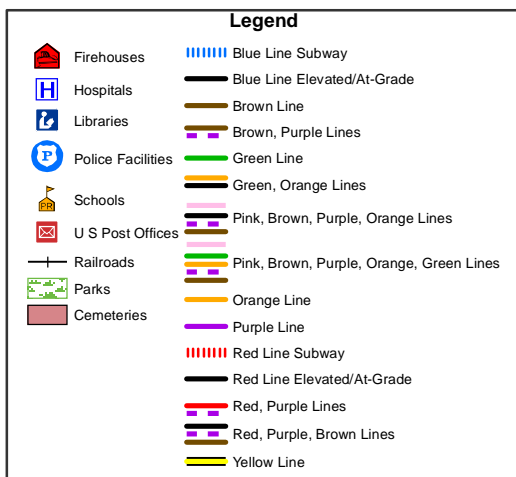 Legend
Firehouses
H Hospitals
Libraries
P Police Facilities
PR Schools
U S Post Offices
Railroads
Parks
Cemeteries
Blue Line Subway
Blue Line Elevated/At-Grade
Brown Line
Brown, Purple Lines
Green Line
Green, Orange Lines
Pink, Brown, Purple, Orange Lines
Pink, Brown, Purple, Orange, Green Lines
Orange Line
Purple Line
Red Line Subway
Red Line Elevated/At-Grade
Red, Purple Lines
Red, Purple, Brown Lines
Yellow Line